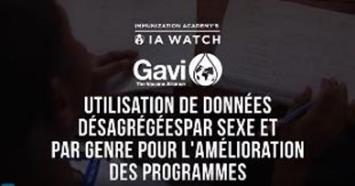 IMMUNIZATION ACADEMY'S
IA WATCH
Gavi
The Vaccine Alliance
UTILISATION DE DONNÉES
DÉSAGRÉGÉESPAR SEXE ET
PAR GENRE POUR L'AMÉLIORATION
DES PROGRAMMES